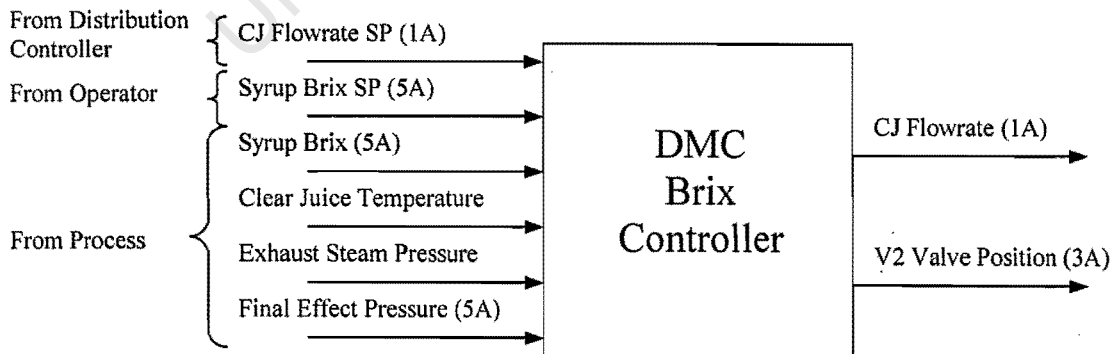 From Distribution
Controller
CJ Flowrate SP (1A)
From Operator
Syrup Brix SP (5A)
Syrup Brix (5A)
Clear Juice Temperature
From Process
Exhaust Steam Pressure
Final Effect Pressure (5A)
DMC
Brix
Controller
CJ Flowrate (1A)
V2 Valve Position (3A)